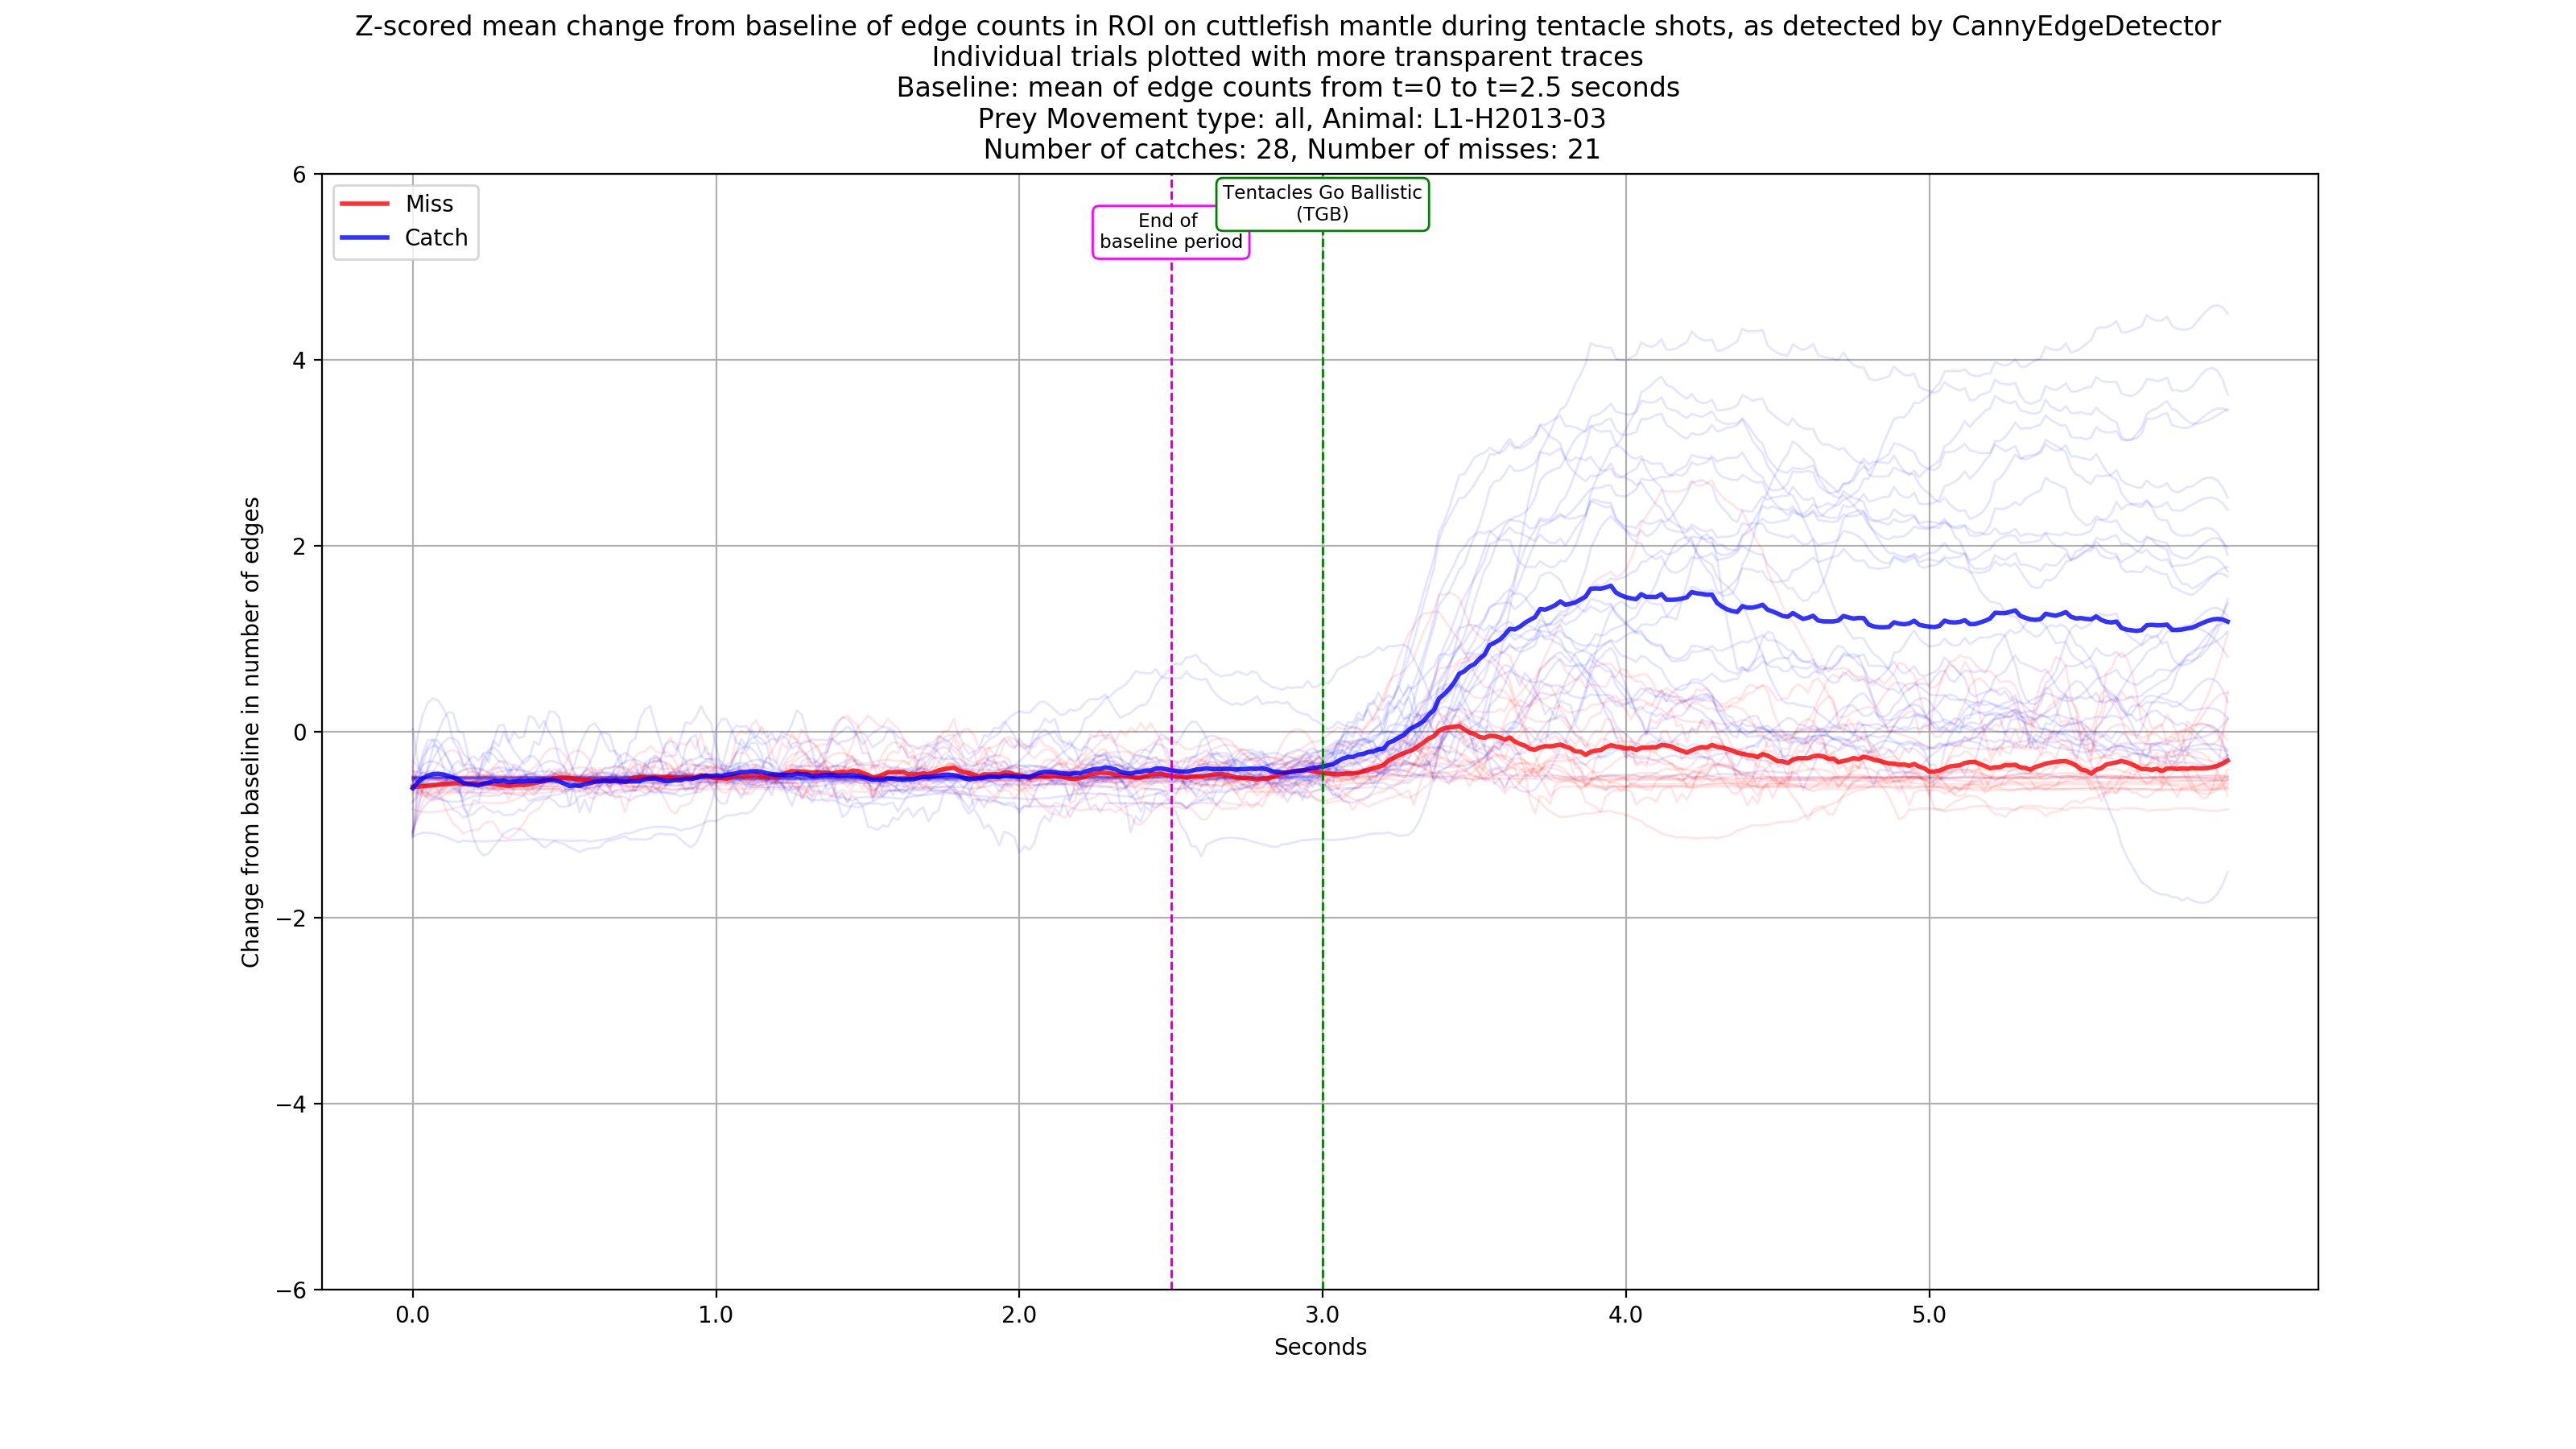 Z-scored mean change from baseline of edge counts in ROI on cuttlefish mantle during tentacle shots, as detected by CannyEdgeDetector
Individual trials plotted with more transparent traces
Baseline: mean of edge counts from t=0 to t=2.5 seconds
Prey Movement type: all, Animal: L1-H2013-03
Number of catches: 28, Number of misses: 21
Miss
Catch
Tentacles Go Ballistic
(TGB)
End of
baseline period
Change from baseline in number of edges
6
4
2
0
−2
−4
−6
0.0
1.0
2.0
3.0
4.0
5.0
Seconds